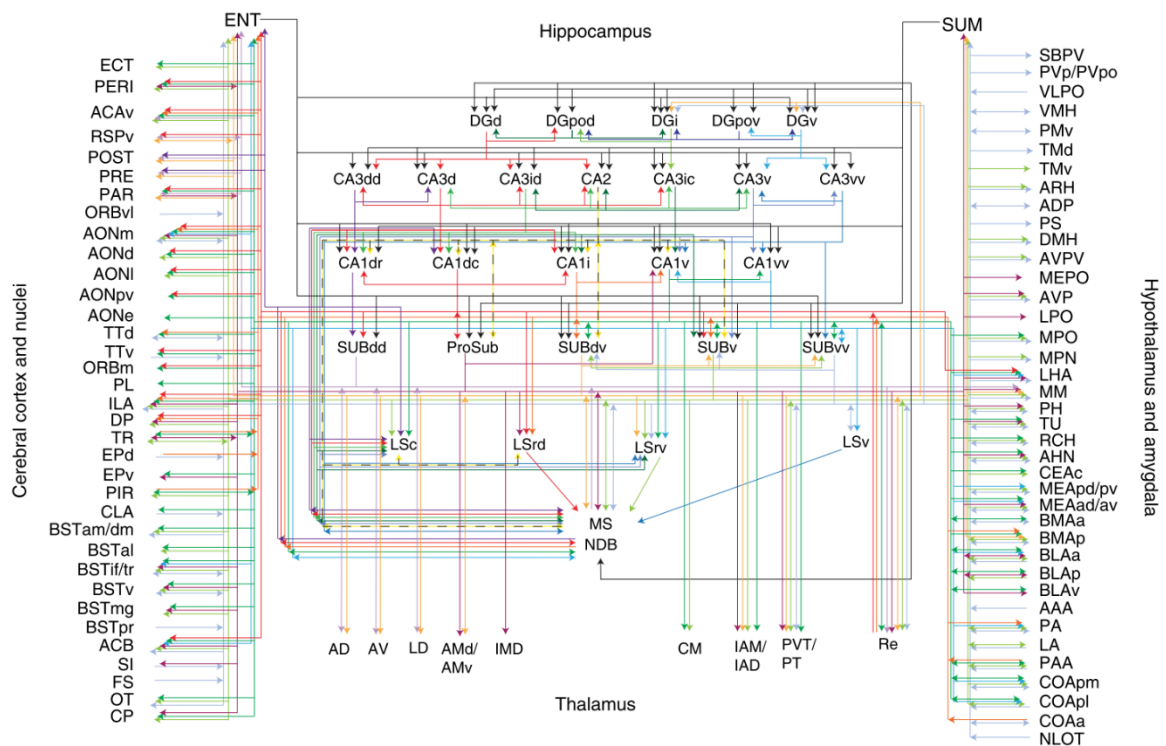 ENT
Hippocampus
SUM
DGd DGpod DGi DGpov DGv
CA3dd CA3d CA3id CA2 CA3ic CA3v CA3vv
CA1dr CA1dc CA1i CA1v CA1vv
SUBdd ProSub SUBdv SUBv SUBvv
LSc LSrd LSrv LSv
MS
NDB
AD AV LD AMd/
AMv
IMD CM IAM/
IAD
PVT/
PT
Re
Thalamus
Cerebral cortex and nuclei
ECT
PERI
ACAv
RSPv
POST
PRE
PAR
ORBvl
AONm
AONd
AONl
AONpv
AONe
TTd
TTv
ORBm
PL
ILA
DP
TR
EPd
EPv
PIR
CLA
BSTam/dm
BSTal
BSTif/tr
BSTv
BSTmg
BSTpr
ACB
SI
FS
OT
CP
SBPV
PVp/PVpo
VLPO
VMH
PMv
TMd
TMv
ARH
ADP
PS
DMH
AVPV
MEPO
AVP
LPO
MPO
MPN
LHA
MM
PH
TU
RCH
AHN
CEAc
MEApd/pv
MEAad/av
BMAa
BMAp
BLAa
BLAp
BLAv
AAA
PA
LA
PAA
COApm
COApl
COAa
NLOT
Hypothalamus and amygdala